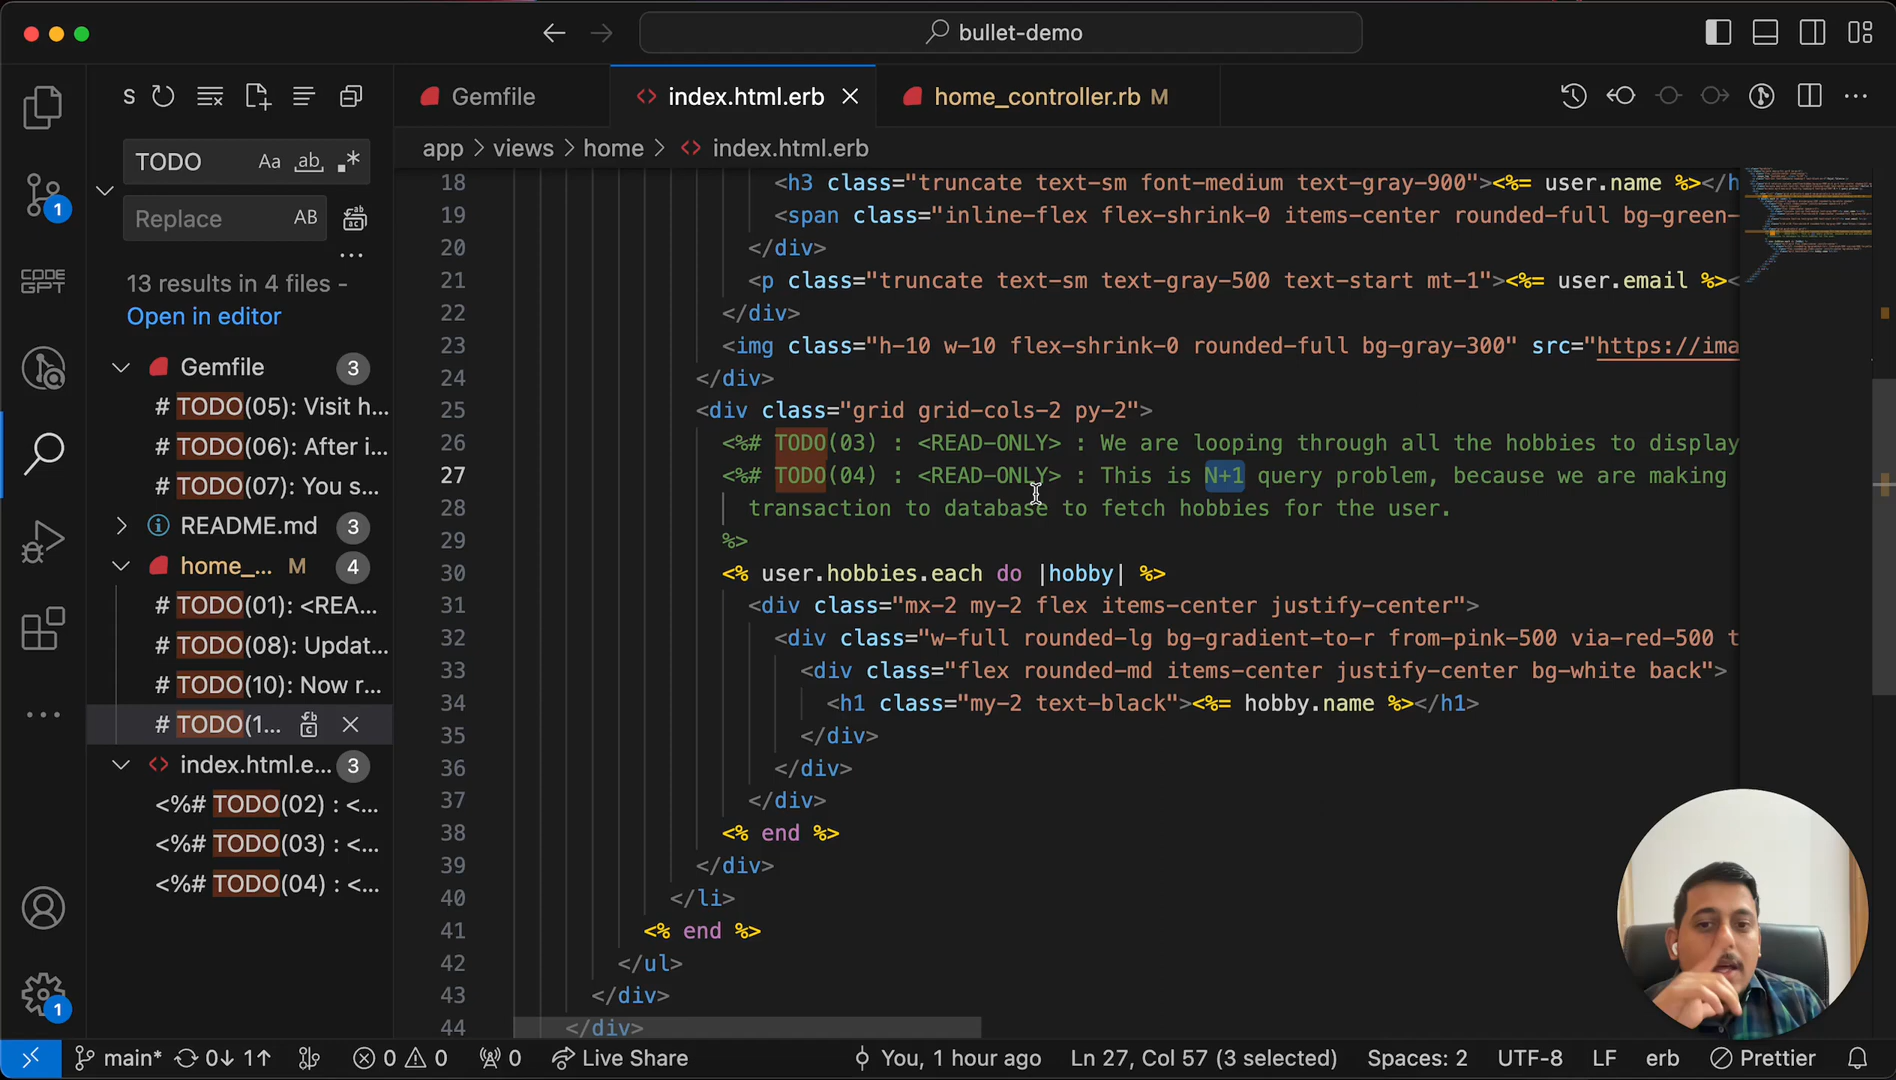 bullet-demo
S
Gemfile
index.html.erb
home_controller.rb M
TODO Aa ab
Replace AB
app > views > home > index.html.erb
1
CODE
GPT
13 results in 4 files -
Open in editor
Gemfile 3
# TODO(05): Visit h...
# TODO(06): After i...
# TODO(07): You s...
README.md 3
home_... M 4
# TODO(01): <REA...
# TODO(08): Updat...
# TODO(10): Now r...
# TODO(1...
index.html.e... 3
<%# TODO(02) : <...
<%# TODO(03) : <...
<%# TODO(04) : <...
1
18 <h3 class="truncate text-sm font-medium text-gray-900"><%= user.name %></h
19 <span class="inline-flex flex-shrink-0 items-center rounded-full bg-green-
20 </div>
21 <p class="truncate text-sm text-gray-500 text-start mt-1"><%= user.email %><
22 </div>
23 <img class="h-10 w-10 flex-shrink-0 rounded-full bg-gray-300" src="https://ima
24 </div>
25 <div class="grid grid-cols-2 py-2">
26 <%# TODO(03) : <READ-ONLY> : We are looping through all the hobbies to display
27 <%# TODO(04) : <READ-ONLY> : This is N+1 query problem, because we are making
28 transaction to database to fetch hobbies for the user.
29 %>
30 <% user.hobbies.each do |hobby| %>
31 <div class="mx-2 my-2 flex items-center justify-center">
32 <div class="w-full rounded-lg bg-gradient-to-r from-pink-500 via-red-500 t
33 <div class="flex rounded-md items-center justify-center bg-white back">
34 <h1 class="my-2 text-black"><%= hobby.name %></h1>
35 </div>
36 </div>
37 </div>
38 <% end %>
39 </div>
40 </li>
41 <% end %>
42 </ul>
43 </div>
44 </div>
main* 0↓ 1↑ 0 0 0 Live Share You, 1 hour ago Ln 27, Col 57 (3 selected) Spaces: 2 UTF-8 LF erb Prettier